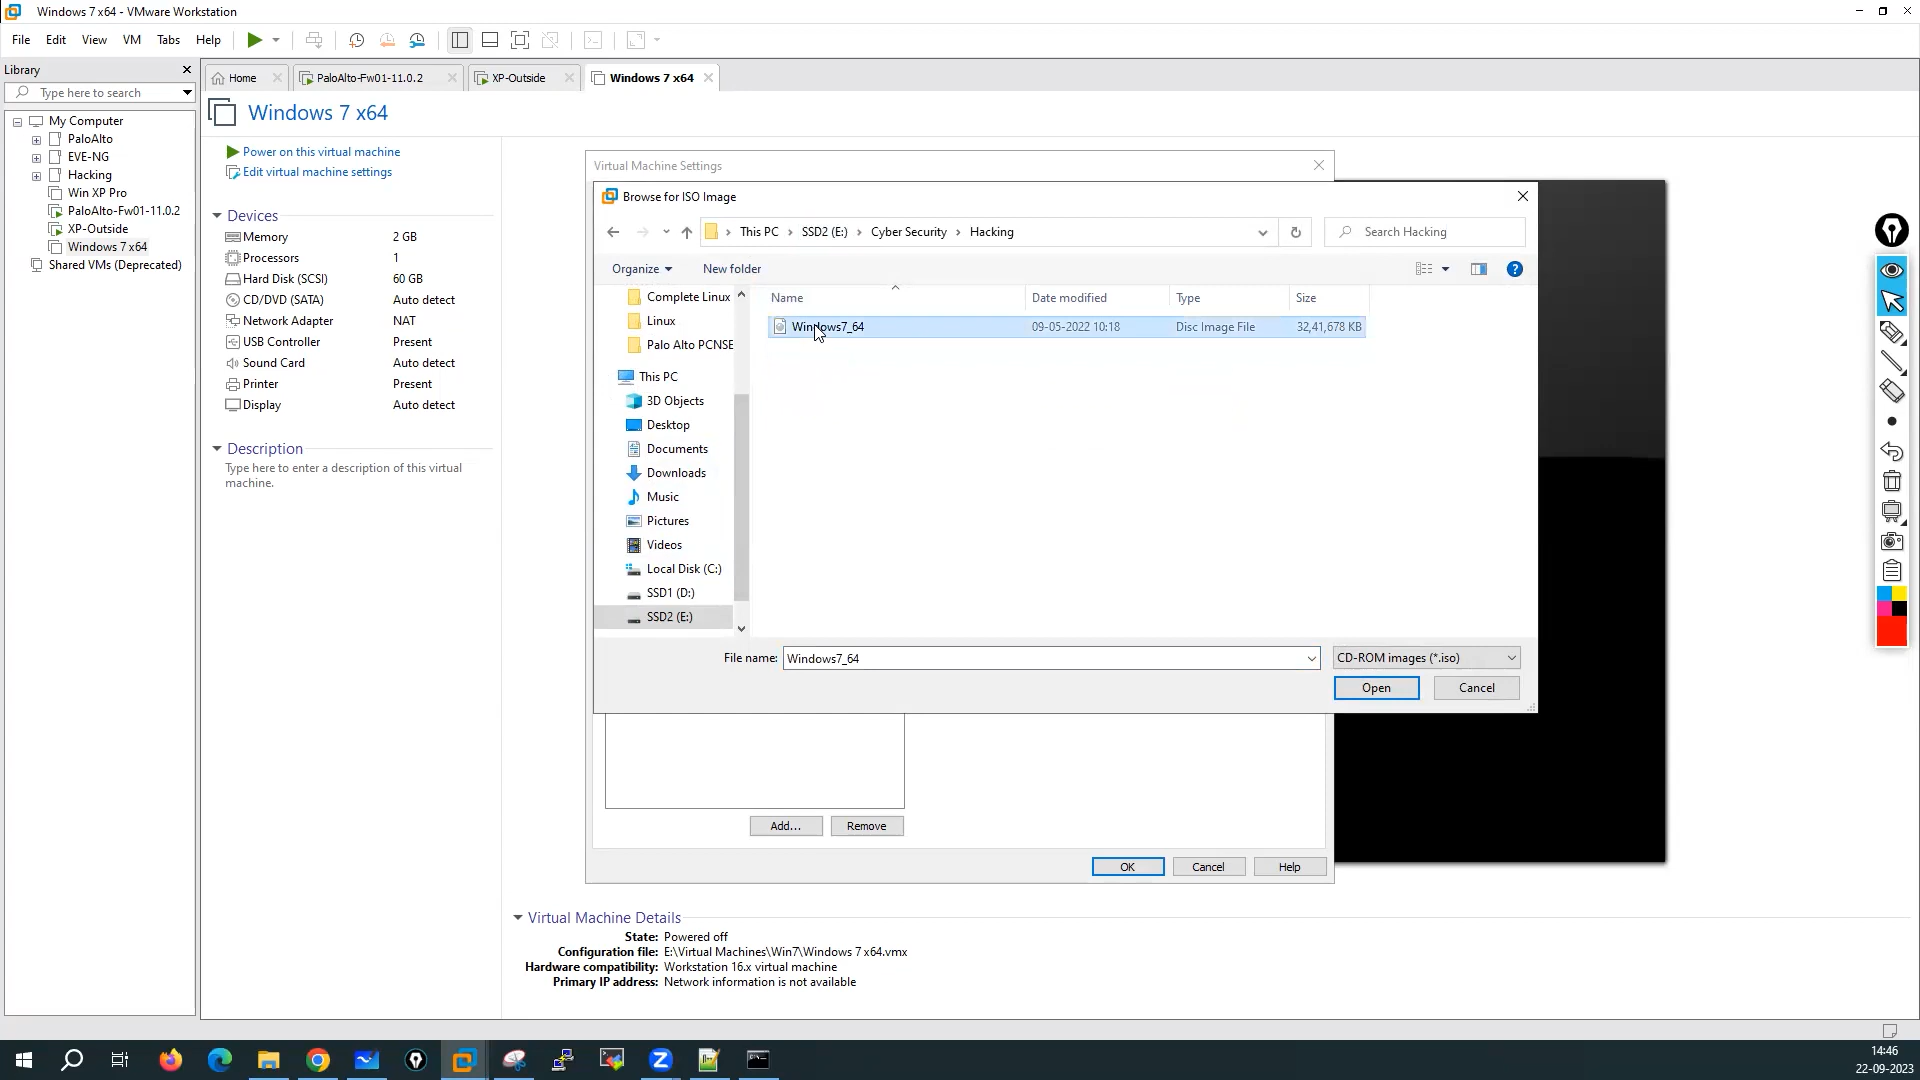 Windows 7 x64 - VMware Workstation
File Edit View VM Tabs Help
Library
Type here to search
Home
PaloAlto-Fw01-11.0.2
XP-Outside
Windows 7 x64
My Computer
PaloAlto
EVE-NG
Hacking
Win XP Pro
PaloAlto-Fw01-11.0.2
XP-Outside
Windows 7 x64
Shared VMs (Deprecated)
Windows 7 x64
Power on this virtual machine
Edit virtual machine settings
Devices
Memory 2 GB
Processors 1
Hard Disk (SCSI) 60 GB
CD/DVD (SATA) Auto detect
Network Adapter NAT
USB Controller Present
Sound Card Auto detect
Printer Present
Display Auto detect
Description
Type here to enter a description of this virtual
machine.
Virtual Machine Settings
Browse for ISO Image
This PC > SSD2 (E:) > Cyber Security > Hacking
Search Hacking
Organize New folder
Complete Linux
Linux
Palo Alto PCNSE
This PC
3D Objects
Desktop
Documents
Downloads
Music
Pictures
Videos
Local Disk (C:)
SSD1 (D:)
SSD2 (E:)
Name Date modified Type Size
Windows7_64 09-05-2022 10:18 Disc Image File 32,41,678 KB
File name: Windows7_64 CD-ROM images (*.iso)
Open Cancel
Add... Remove
OK Cancel Help
Virtual Machine Details
State: Powered off
Configuration file: E:\Virtual Machines\Win7\Windows 7 x64.vmx
Hardware compatibility: Workstation 16.x virtual machine
Primary IP address: Network information is not available
14:46
22-09-2023